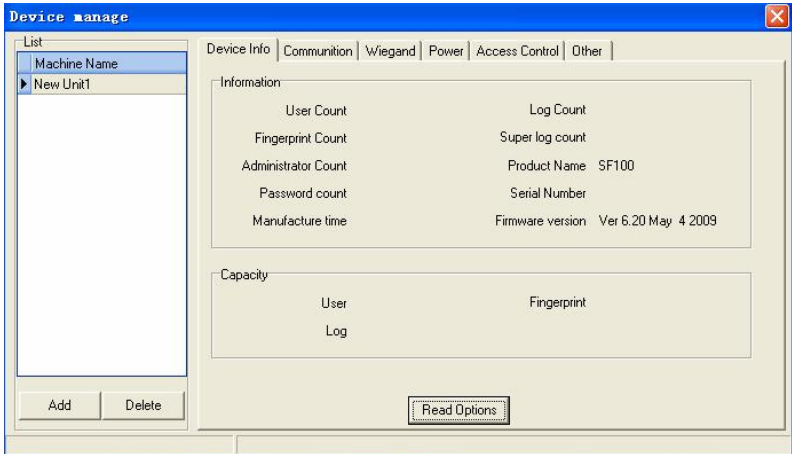 Device manage
List
Machine Name
New Unit1
Add Delete
Device Info Communition Wiegand Power Access Control Other
Information
User Count Log Count
Fingerprint Count Super log count
Administrator Count Product Name SF100
Password count Serial Number
Manufacture time Firmware version Ver 6.20 May 4 2009
Capacity
User Fingerprint
Log
Read Options